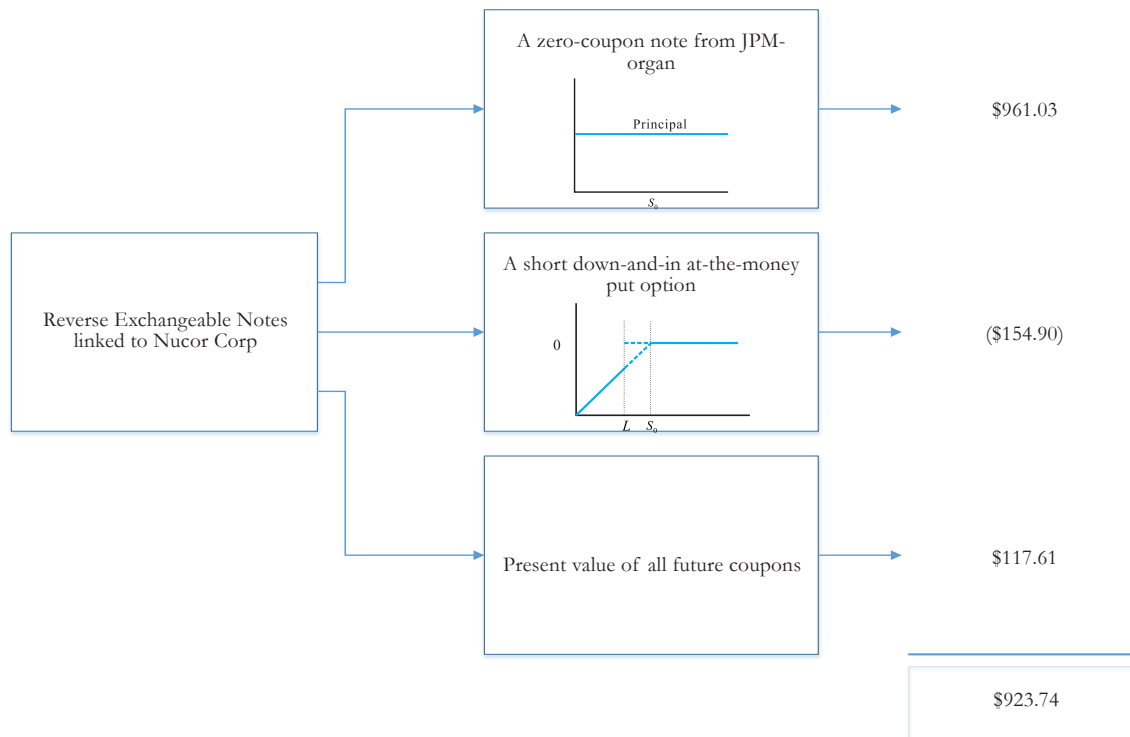 A zero-coupon note from JPM-
organ
Principal
S₀
$961.03
Reverse Exchangeable Notes
linked to Nucor Corp
A short down-and-in at-the-money
put option
0
L S₀
($154.90)
Present value of all future coupons
$117.61
$923.74